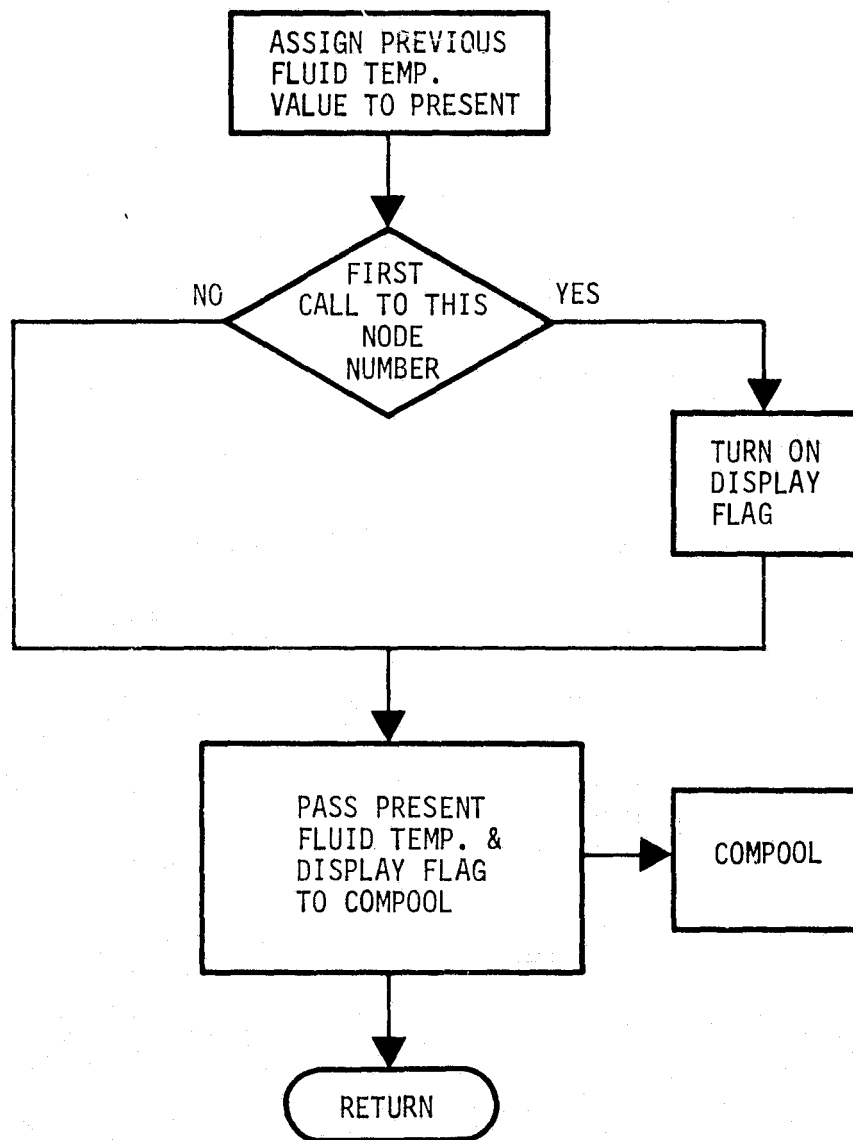 ASSIGN PREVIOUS
FLUID TEMP.
VALUE TO PRESENT
NO
FIRST
CALL TO THIS
NODE
NUMBER
YES
TURN ON
DISPLAY
FLAG
PASS PRESENT
FLUID TEMP. &
DISPLAY FLAG
TO COMPOOL
COMPOOL
RETURN